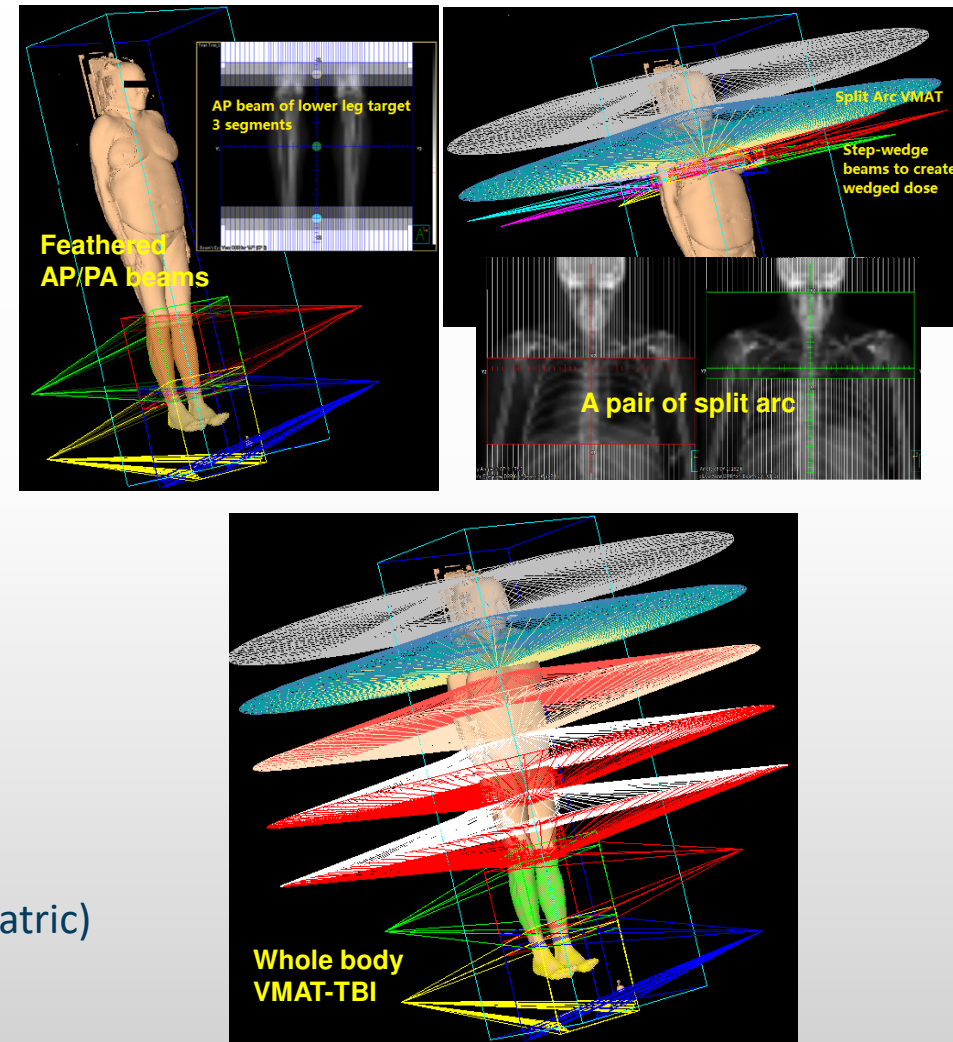 AP beam of lower leg target
3 segments
Feathered
AP/PA beams
Split Arc VMAT
Step-wedge
beams to create
wedged dose
A pair of split arc
atric)
Whole body
VMAT-TBI